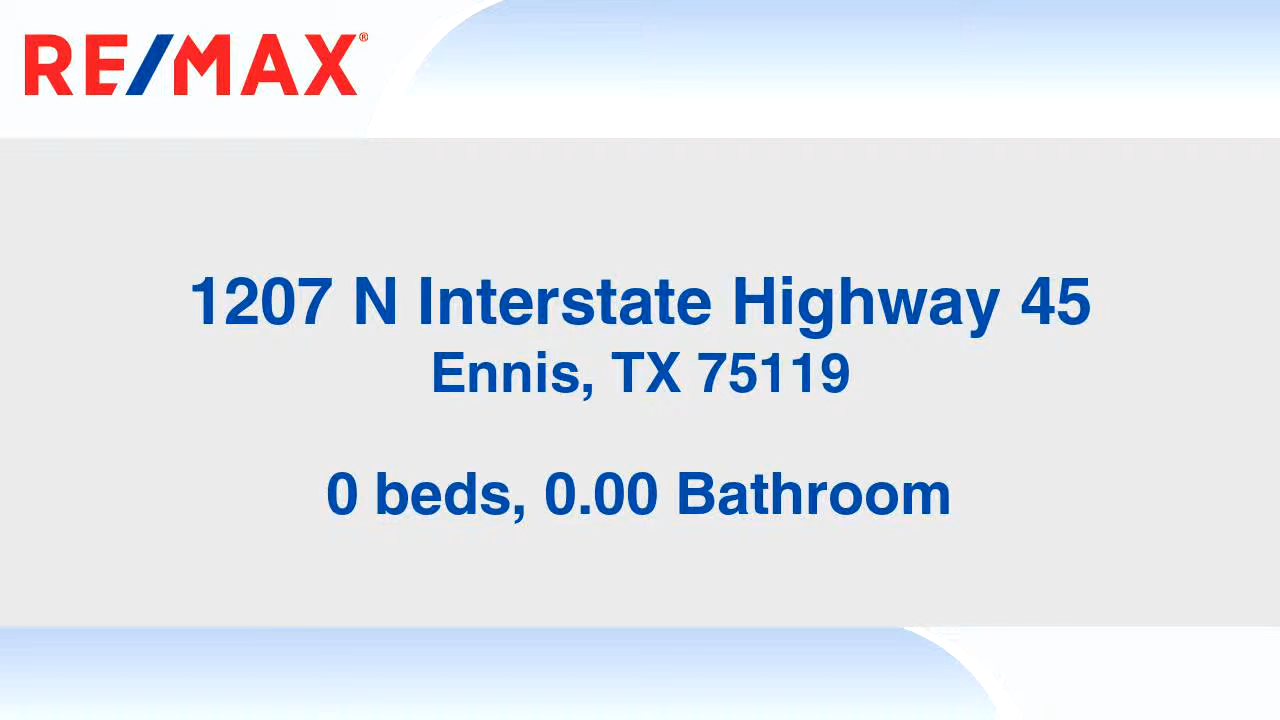 RE/MAX®
1207 N Interstate Highway 45
Ennis, TX 75119
0 beds, 0.00 Bathroom